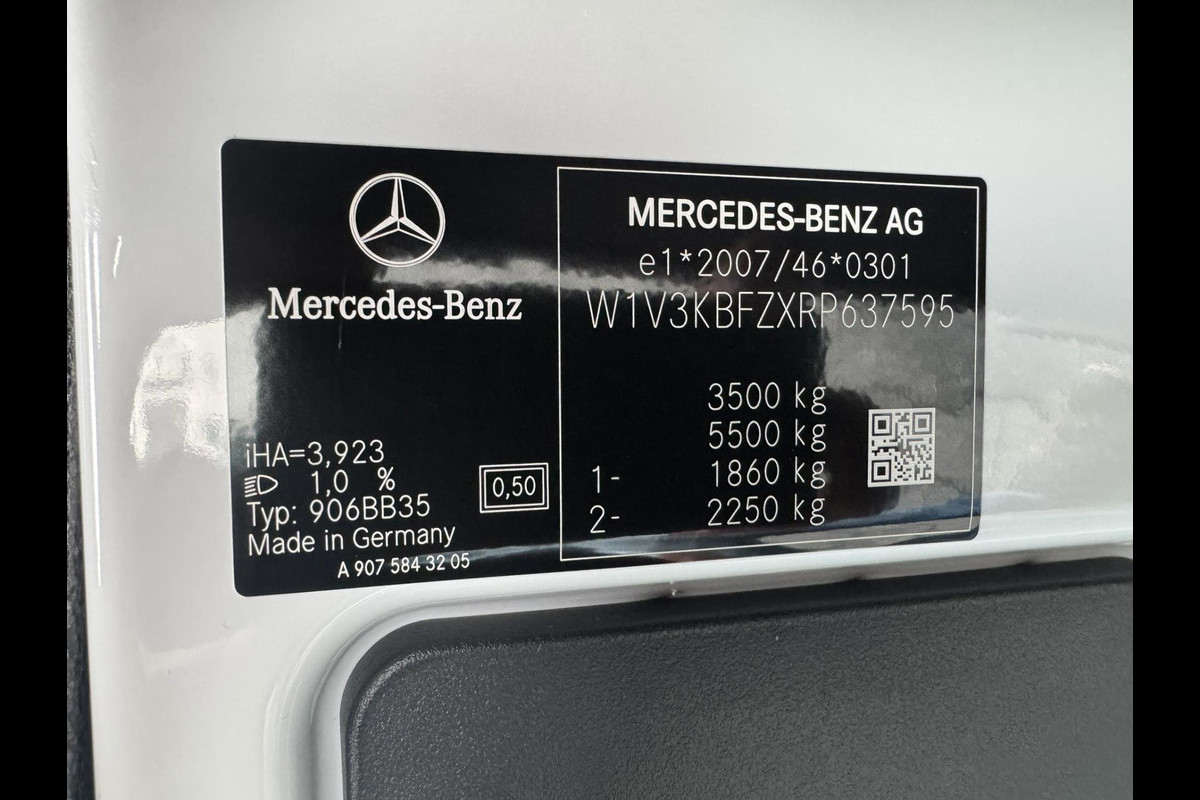 Mercedes-Benz
iHA=3,923
1,0 %
Typ: 906BB35
Made in Germany
A 907 584 32 05
0,50
MERCEDES-BENZ AG
e1*2007/46*0301
W1V3KBFZXRP637595
3500 kg
5500 kg
1- 1860 kg
2- 2250 kg